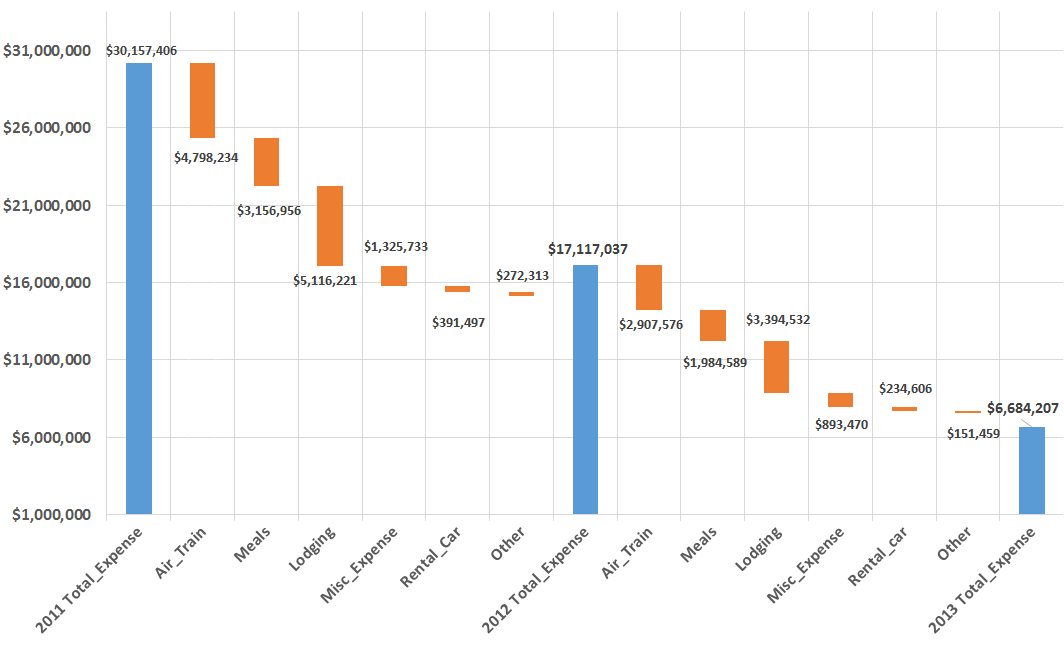 $31,000,000
$26,000,000
$21,000,000
$16,000,000
$11,000,000
$6,000,000
$1,000,000
$30,157,406
$4,798,234
$3,156,956
$5,116,221
$1,325,733
$391,497
$272,313
$17,117,037
$2,907,576
$1,984,589
$3,394,532
$893,470
$234,606
$151,459
$6,684,207
2011 Total_Expense
Air_Train
Meals
Lodging
Misc_Expense
Rental_Car
Other
2012 Total_Expense
Air_Train
Meals
Lodging
Misc_Expense
Rental_car
Other
2013 Total_Expense